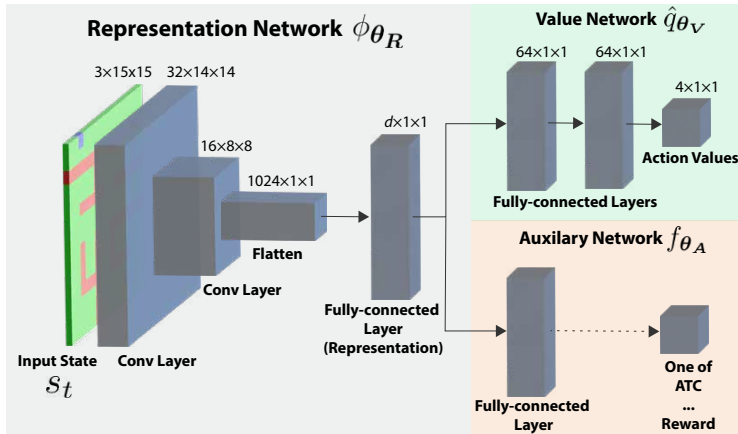 Representation Network ϕθR
3×15x15
32×14×14
16×8×8
1024×1×1
d×1×1
Flatten
Conv Layer
Conv Layer
Input State
st
Fully-connected
Layer
(Representation)
Value Network q̂θV
64×1×1
64×1×1
4×1×1
Action Values
Fully-connected Layers
Auxilary Network fθA
Fully-connected
Layer
One of
ATC
...
Reward